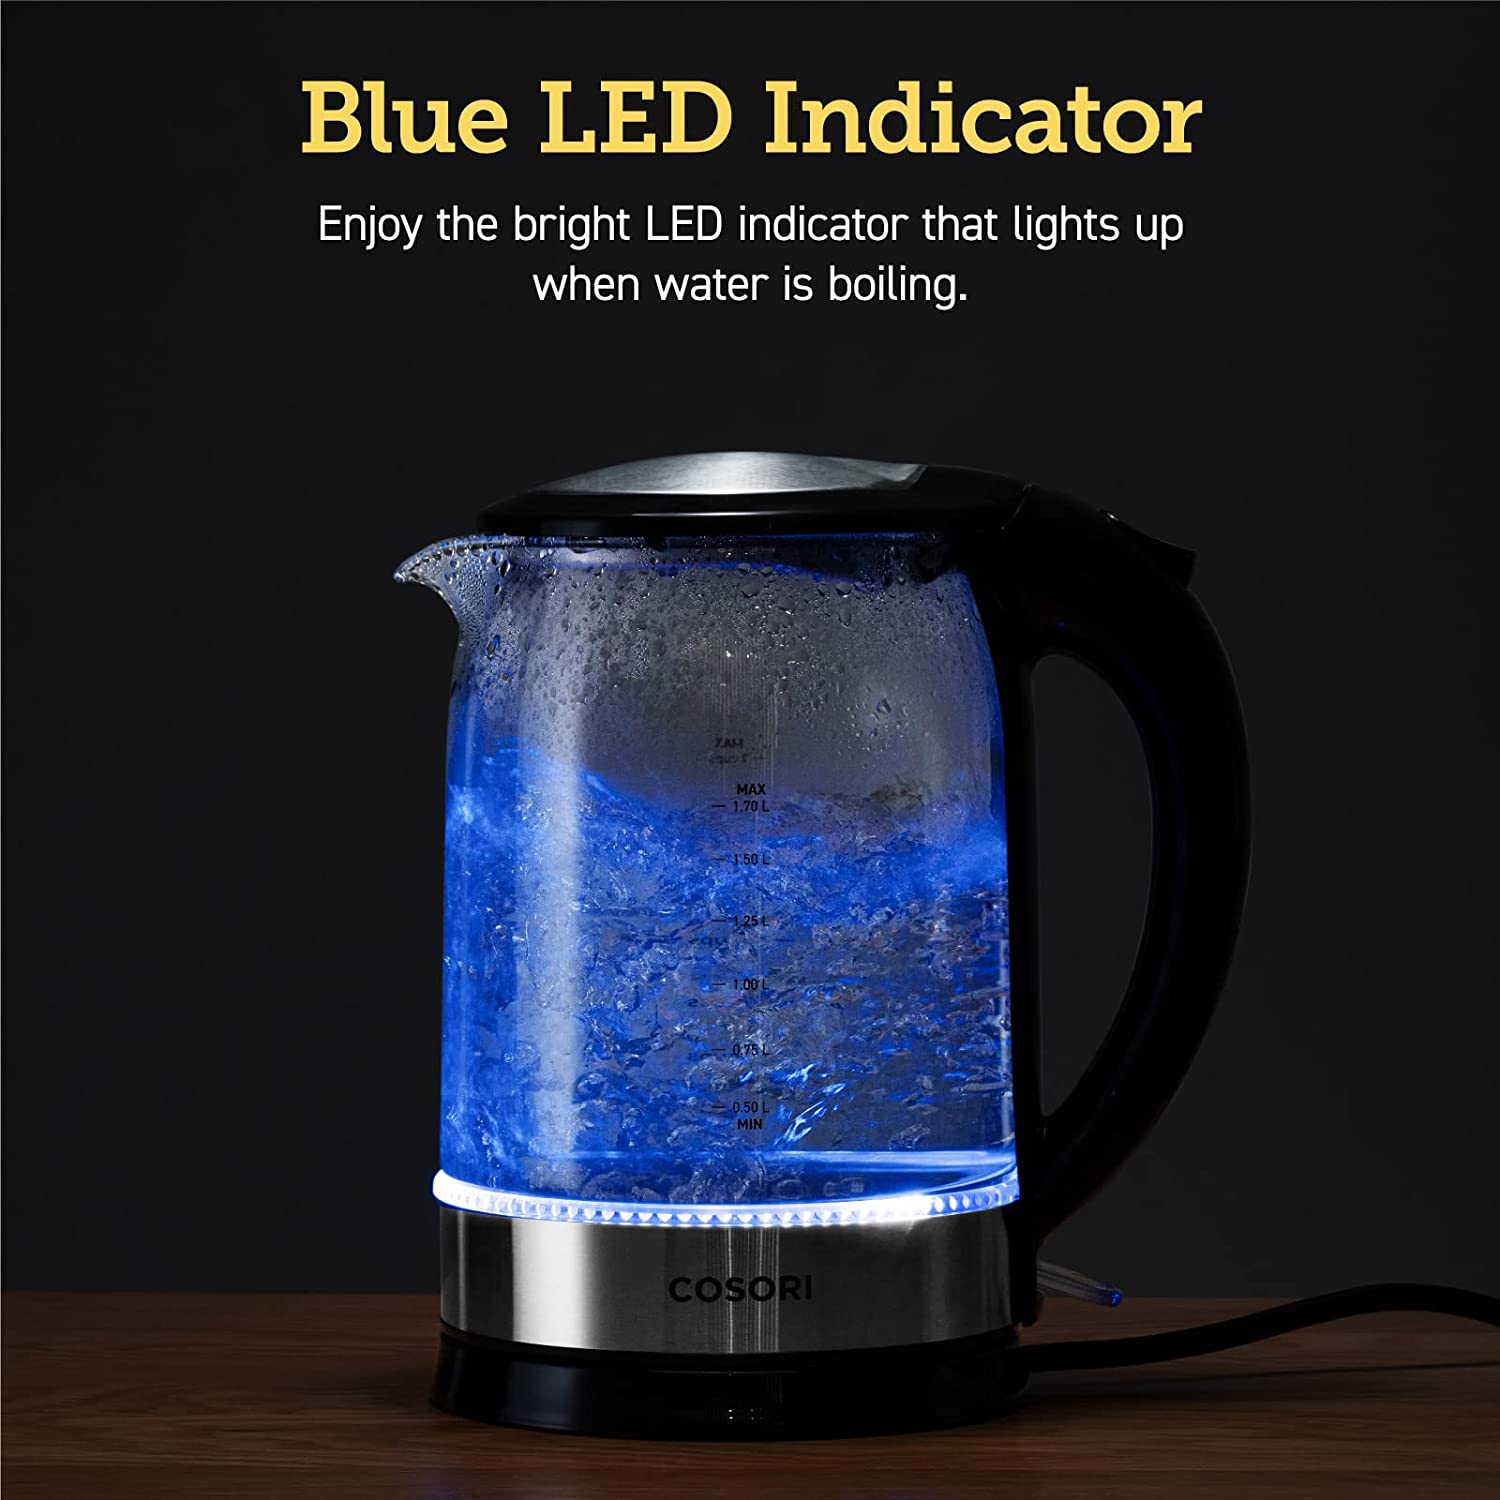 Blue LED Indicator
Enjoy the bright LED indicator that lights up
when water is boiling.
MAX
MAX
1.70 L
1.50 L
1.25 L
1.00 L
0.75 L
0.50 L
MIN
COSORI